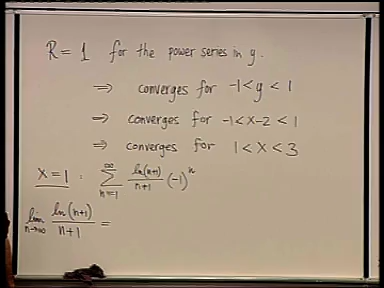 R = 1 for the power series in y.
⇒ converges for -1 < y < 1
⇒ converges for -1 < x-2 < 1
⇒ converges for 1 < x < 3
x = 1 : ∑_{n=1}^{∞} ln(n+1)/(n+1) (-1)^n
lim_{n→∞} ln(n+1)/(n+1) =